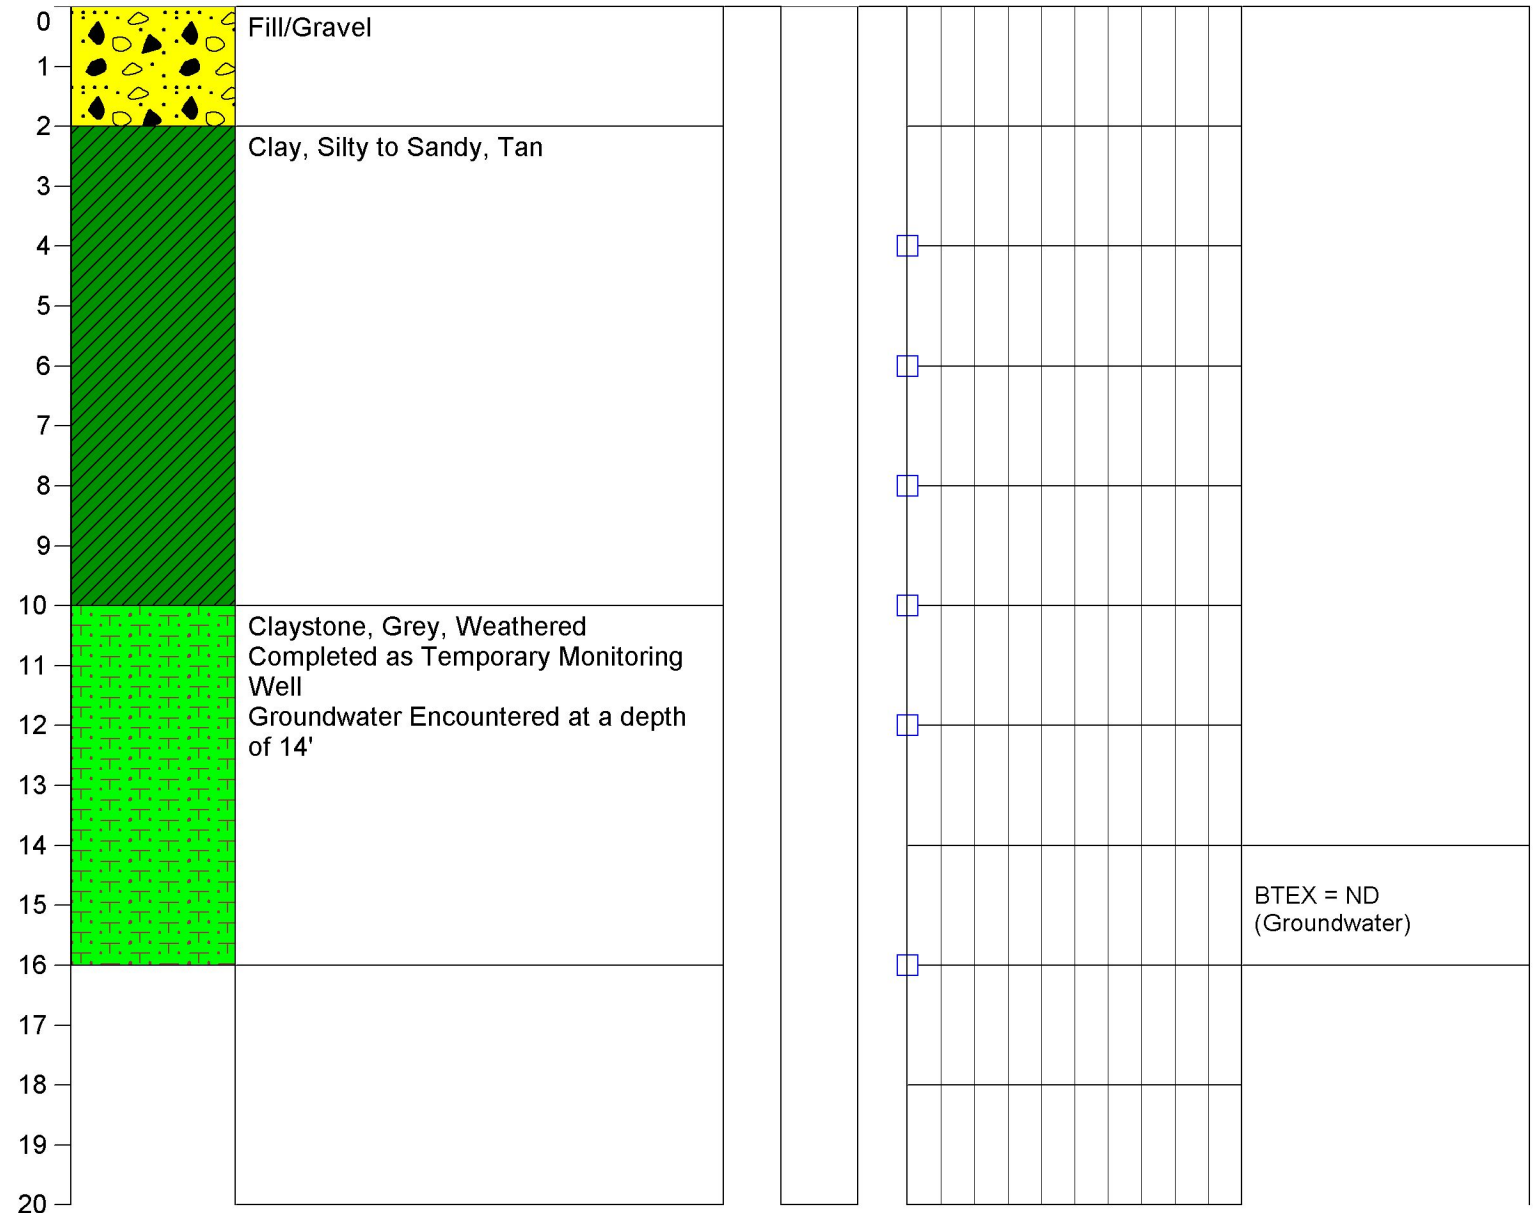 0
Fill/Gravel
1
2
Clay, Silty to Sandy, Tan
3
4
5
6
7
8
9
10
Claystone, Grey, Weathered
11
Completed as Temporary Monitoring
Well
12
Groundwater Encountered at a depth
of 14'
13
14
15
BTEX = ND
(Groundwater)
16
17
18
19
20